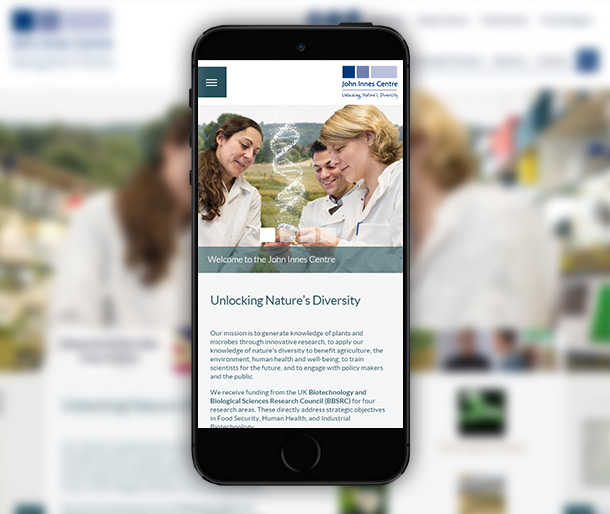 John Innes Centre
Unlocking Nature's Diversity
Welcome to the John Innes Centre
Unlocking Nature's Diversity
Our mission is to generate knowledge of plants and
microbes through innovative research, to apply our
knowledge of nature's diversity to benefit agriculture, the
environment, human health and well-being, to train
scientists for the future, and to engage with policy makers
and the public.
We receive funding from the UK Biotechnology and
Biological Sciences Research Council (BBSRC) for four
research areas. These directly address strategic objectives
in Food Security, Human Health, and Industrial
Biotechnology